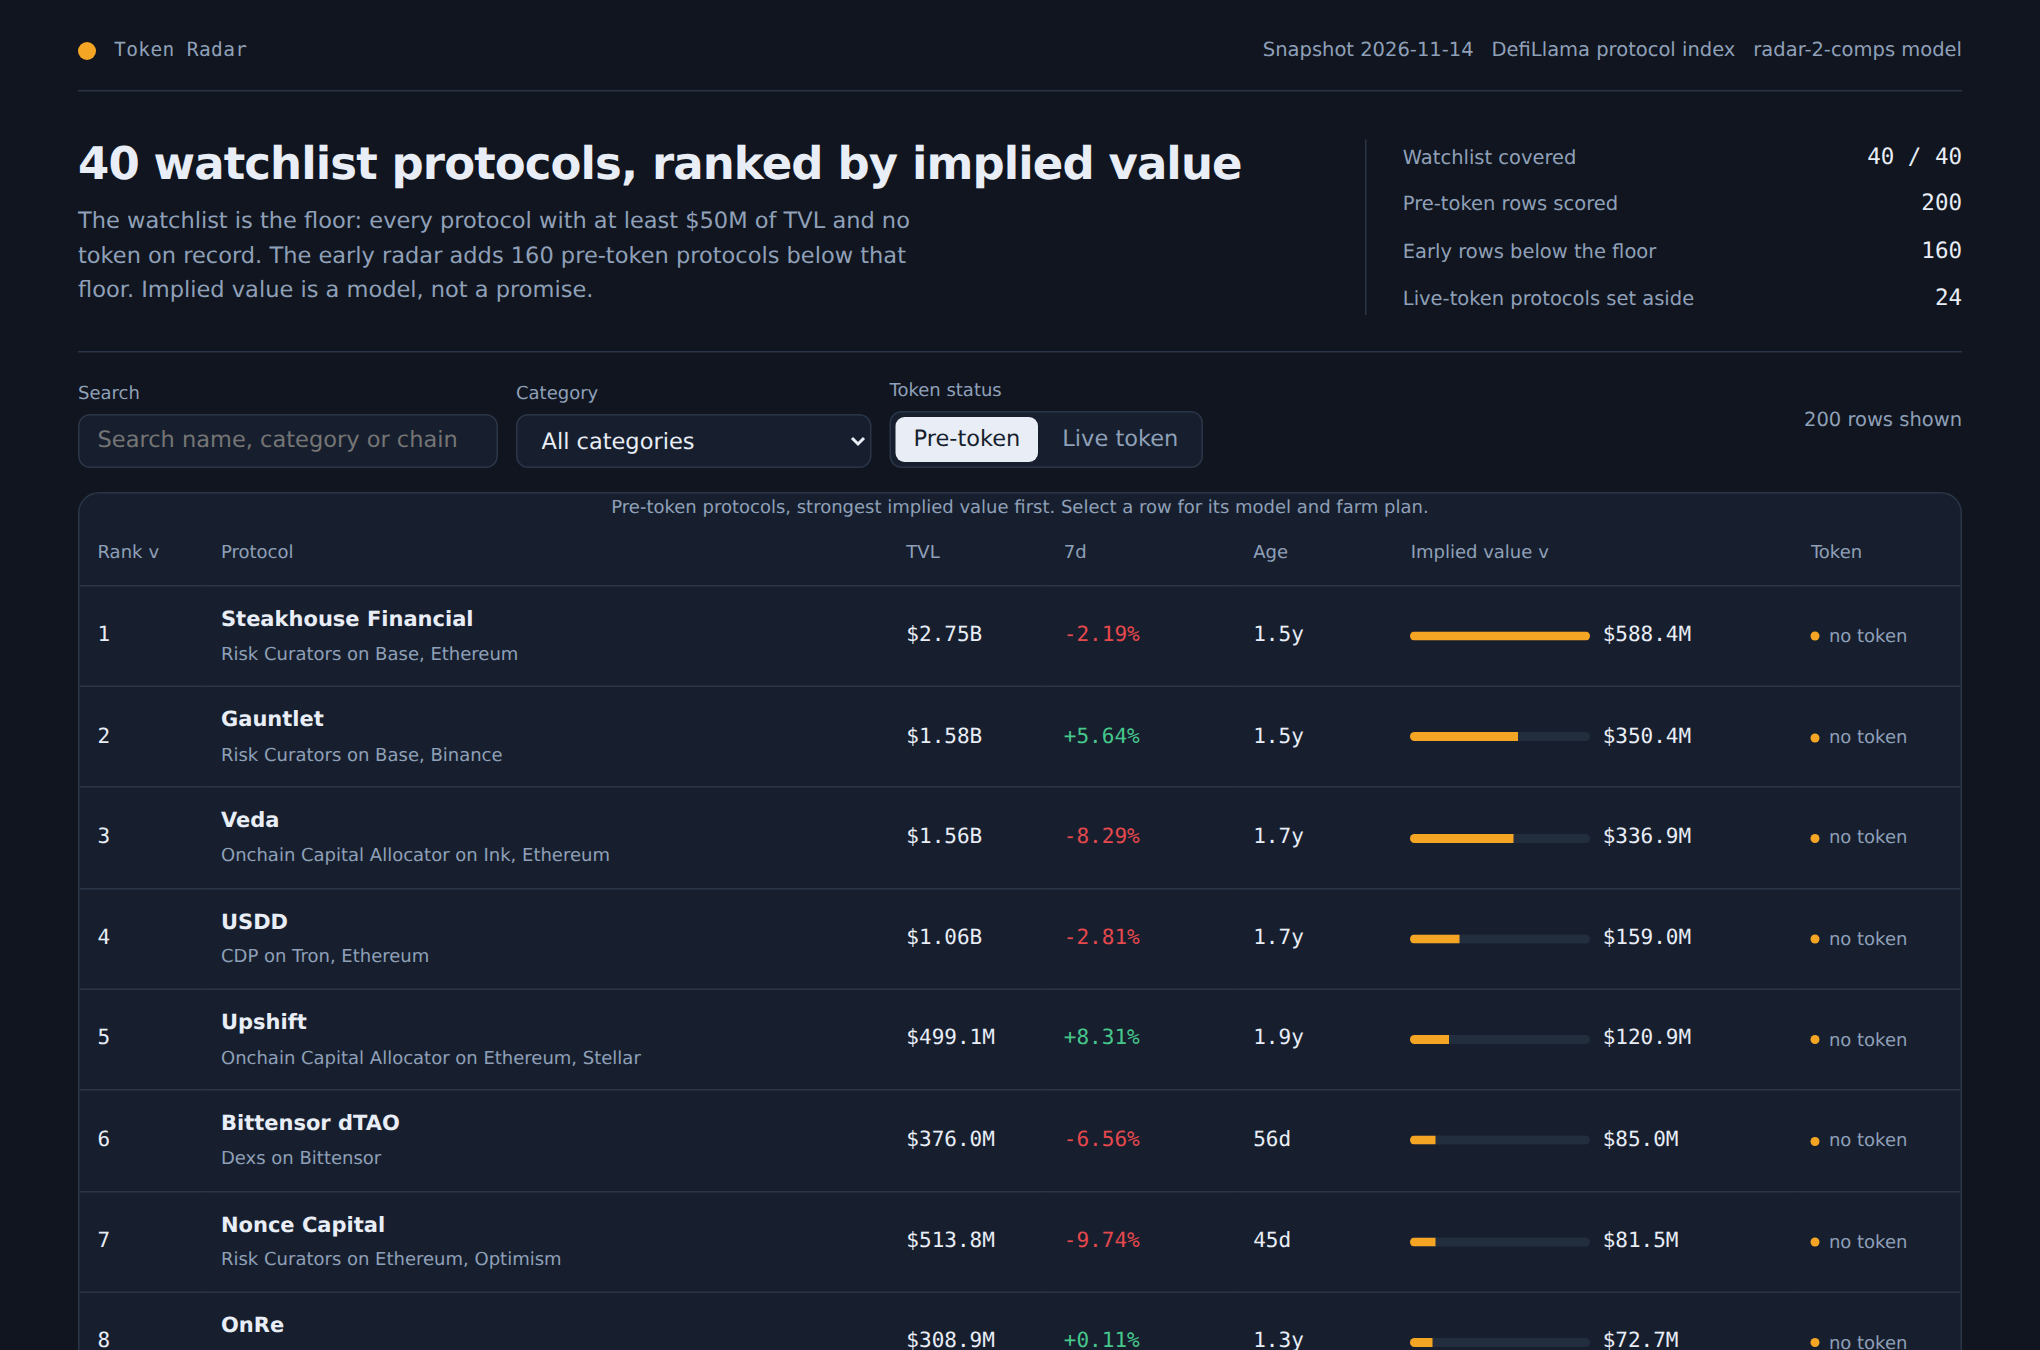 Token Radar
Snapshot 2026-11-14 DefiLlama protocol index radar-2-comps model
40 watchlist protocols, ranked by implied value
The watchlist is the floor: every protocol with at least $50M of TVL and no
token on record. The early radar adds 160 pre-token protocols below that
floor. Implied value is a model, not a promise.
Watchlist covered 40 / 40
Pre-token rows scored 200
Early rows below the floor 160
Live-token protocols set aside 24
Search
Category
Token status
Search name, category or chain
All categories
Pre-token Live token
200 rows shown
Pre-token protocols, strongest implied value first. Select a row for its model and farm plan.
Rank v Protocol TVL 7d Age Implied value v Token
1 Steakhouse Financial $2.75B -2.19% 1.5y $588.4M no token
Risk Curators on Base, Ethereum
2 Gauntlet $1.58B +5.64% 1.5y $350.4M no token
Risk Curators on Base, Binance
3 Veda $1.56B -8.29% 1.7y $336.9M no token
Onchain Capital Allocator on Ink, Ethereum
4 USDD $1.06B -2.81% 1.7y $159.0M no token
CDP on Tron, Ethereum
5 Upshift $499.1M +8.31% 1.9y $120.9M no token
Onchain Capital Allocator on Ethereum, Stellar
6 Bittensor dTAO $376.0M -6.56% 56d $85.0M no token
Dexs on Bittensor
7 Nonce Capital $513.8M -9.74% 45d $81.5M no token
Risk Curators on Ethereum, Optimism
8 OnRe $308.9M +0.11% 1.3y $72.7M no token